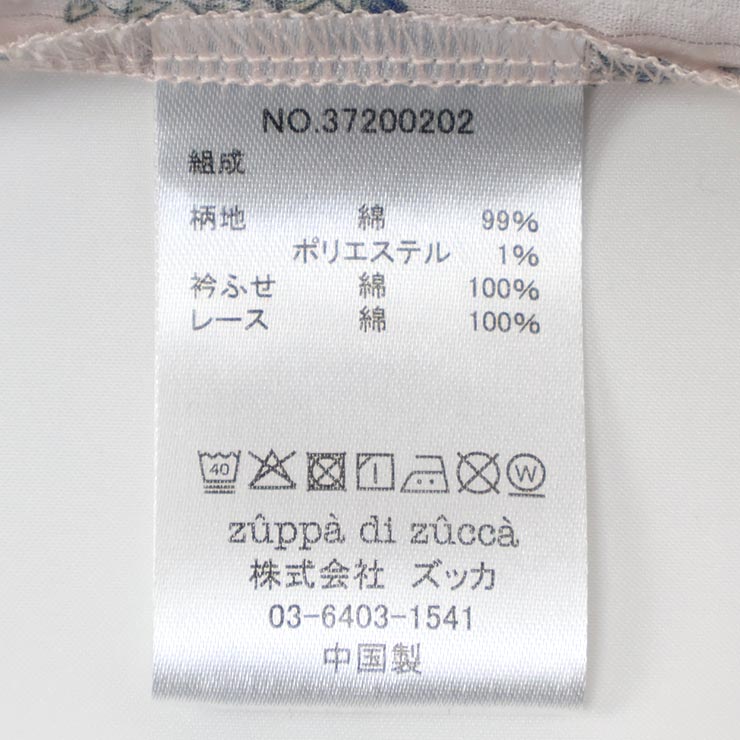 NO.37200202
組成
柄地 綿 99%
ポリエステル 1%
衿ふせ 綿 100%
レース 綿 100%
40 W
zûppà di zûccà
株式会社 ズッカ
03-6403-1541
中国製